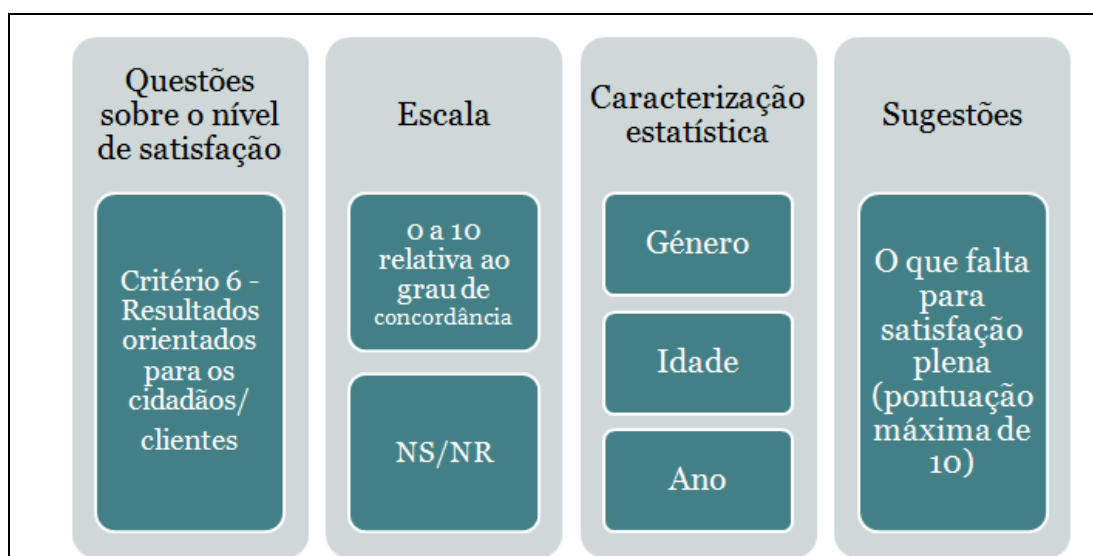 Questões
sobre o nível
de satisfação
Critério 6 -
Resultados
orientados
para os
cidadãos/
clientes
Escala
0 a 10
relativa ao
grau de
concordância
NS/NR
Caracterização
estatística
Género
Idade
Ano
Sugestões
O que falta
para
satisfação
plena
(pontuação
máxima de
10)